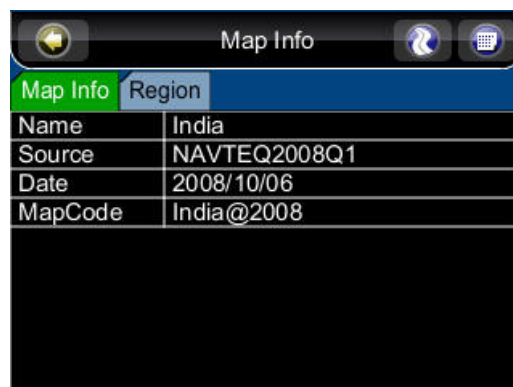 Map Info
Map Info Region
Name India
Source NAVTEQ2008Q1
Date 2008/10/06
MapCode India@2008